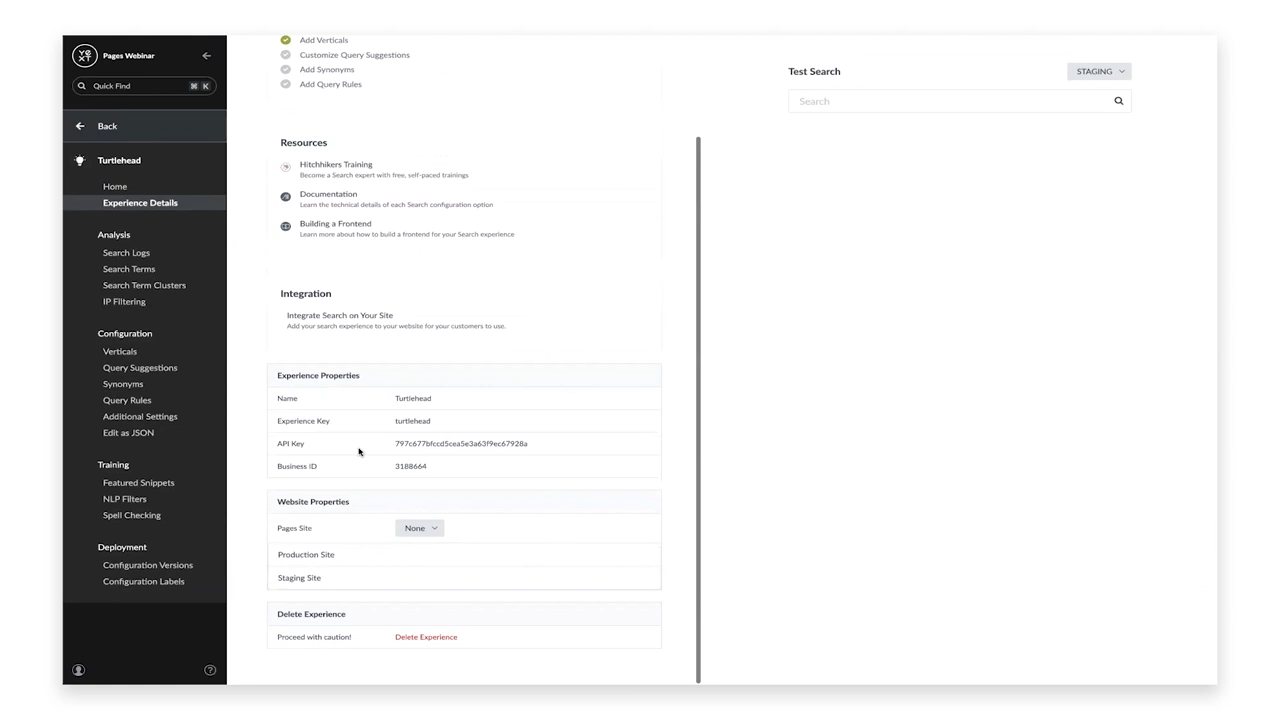 YEXT
Pages Webinar
Quick Find
⌘ K
Back
Turtlehead
Home
Experience Details
Analysis
Search Logs
Search Terms
Search Term Clusters
IP Filtering
Configuration
Verticals
Query Suggestions
Synonyms
Query Rules
Additional Settings
Edit as JSON
Training
Featured Snippets
NLP Filters
Spell Checking
Deployment
Configuration Versions
Configuration Labels
Add Verticals
Customize Query Suggestions
Add Synonyms
Add Query Rules
Resources
Hitchhikers Training
Become a Search expert with free, self-paced trainings
Documentation
Learn the technical details of each Search configuration option
Building a Frontend
Learn more about how to build a frontend for your Search experience
Integration
Integrate Search on Your Site
Add your search experience to your website for your customers to use.
Experience Properties
Name Turtlehead
Experience Key turtlehead
API Key 797c677bfccd5cea5e3a63f9ec67928a
Business ID 3188664
Website Properties
Pages Site None
Production Site
Staging Site
Delete Experience
Proceed with caution! Delete Experience
Test Search STAGING
Search